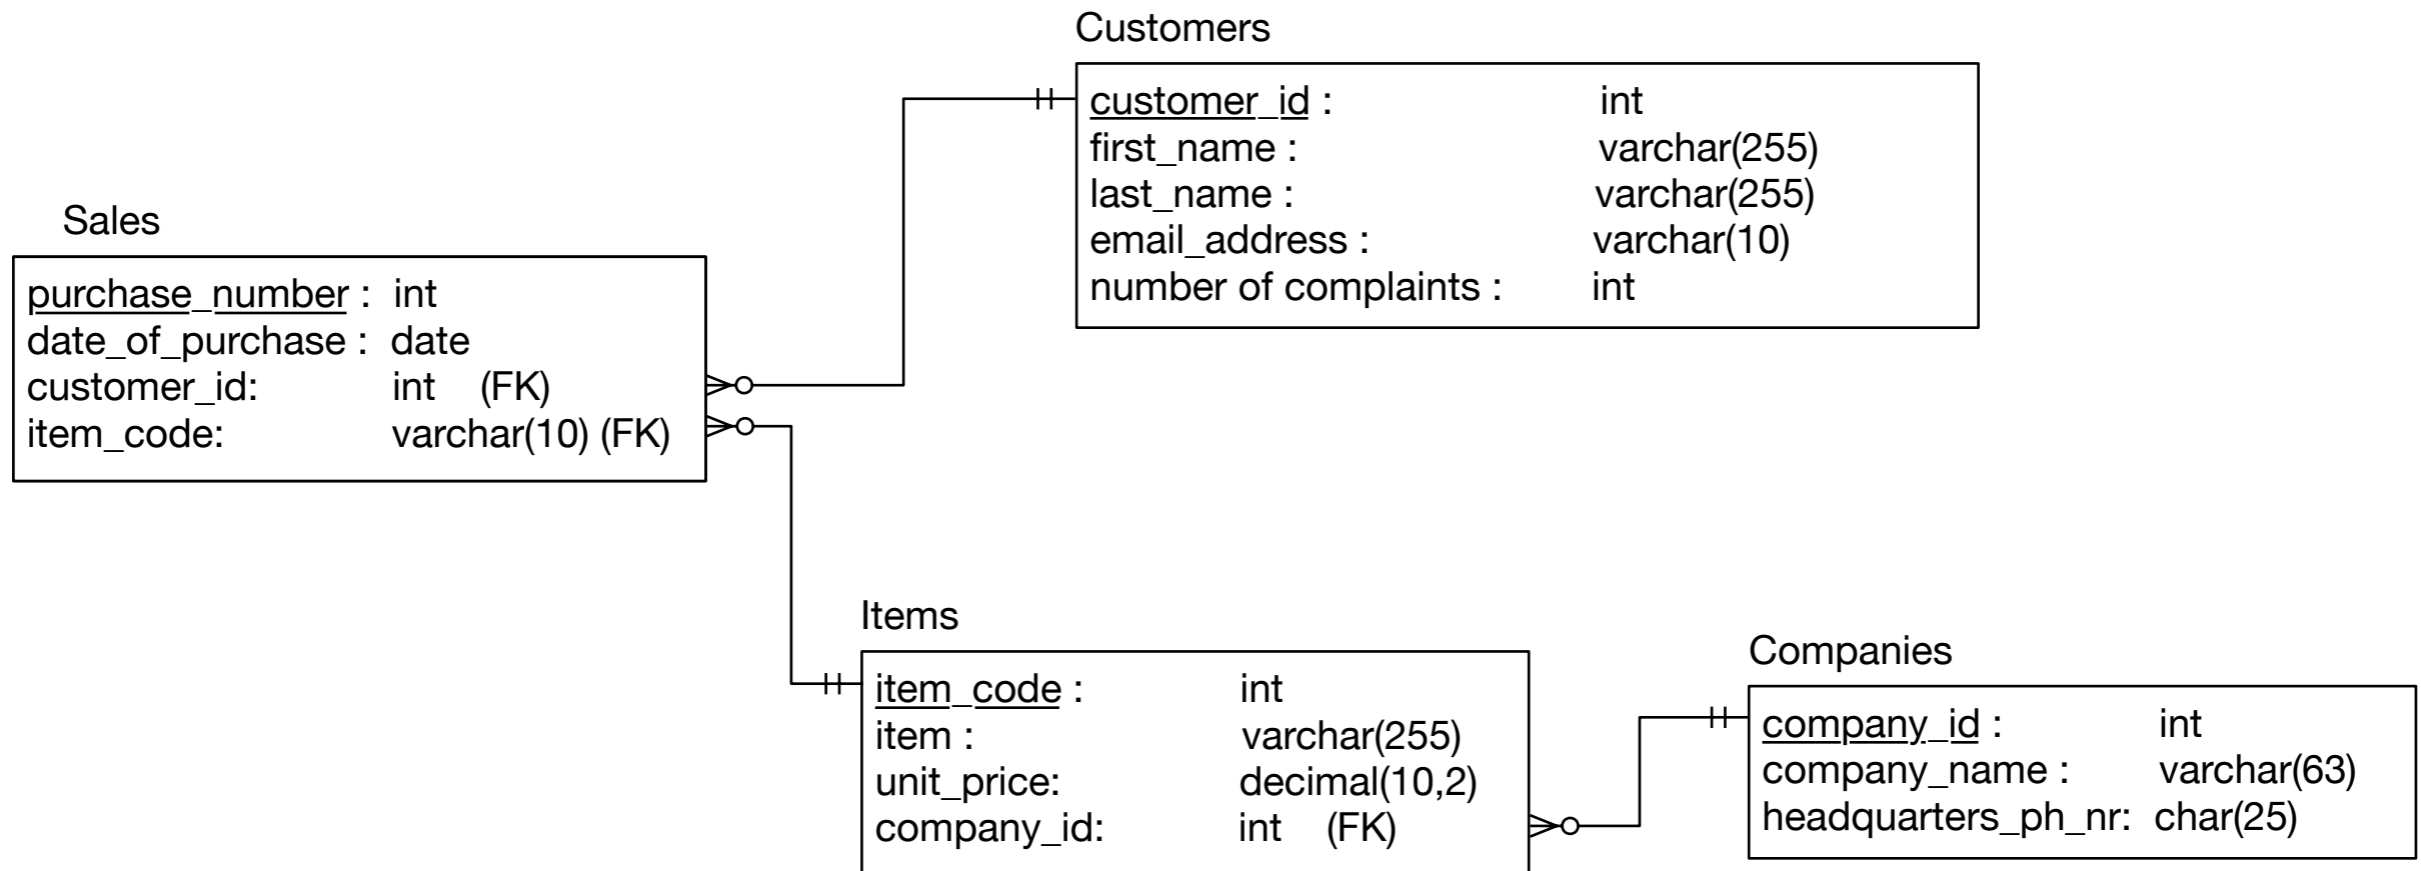 Customers
customer_id : int
first_name : varchar(255)
last_name : varchar(255)
email_address : varchar(10)
number of complaints : int
Sales
purchase_number : int
date_of_purchase : date
customer_id: int (FK)
item_code: varchar(10) (FK)
Items
item_code : int
item : varchar(255)
unit_price: decimal(10,2)
company_id: int (FK)
Companies
company_id : int
company_name : varchar(63)
headquarters_ph_nr: char(25)